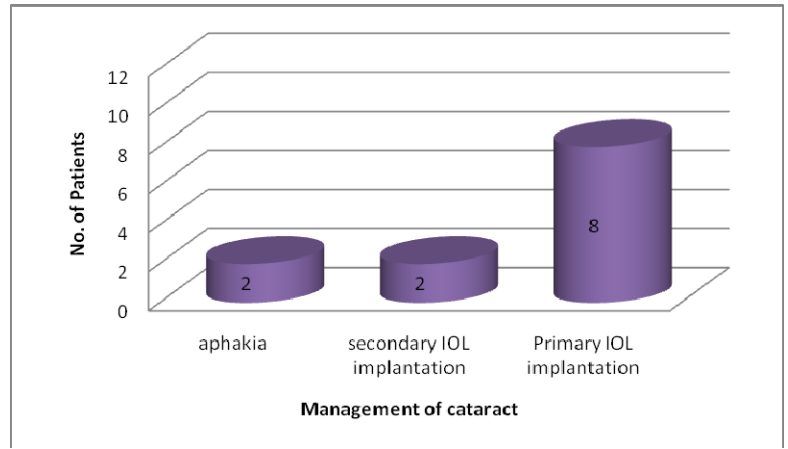 12
10
8
6
4
2
0
No. of Patients
2
2
8
aphakia
secondary IOL
implantation
Primary IOL
implantation
Management of cataract